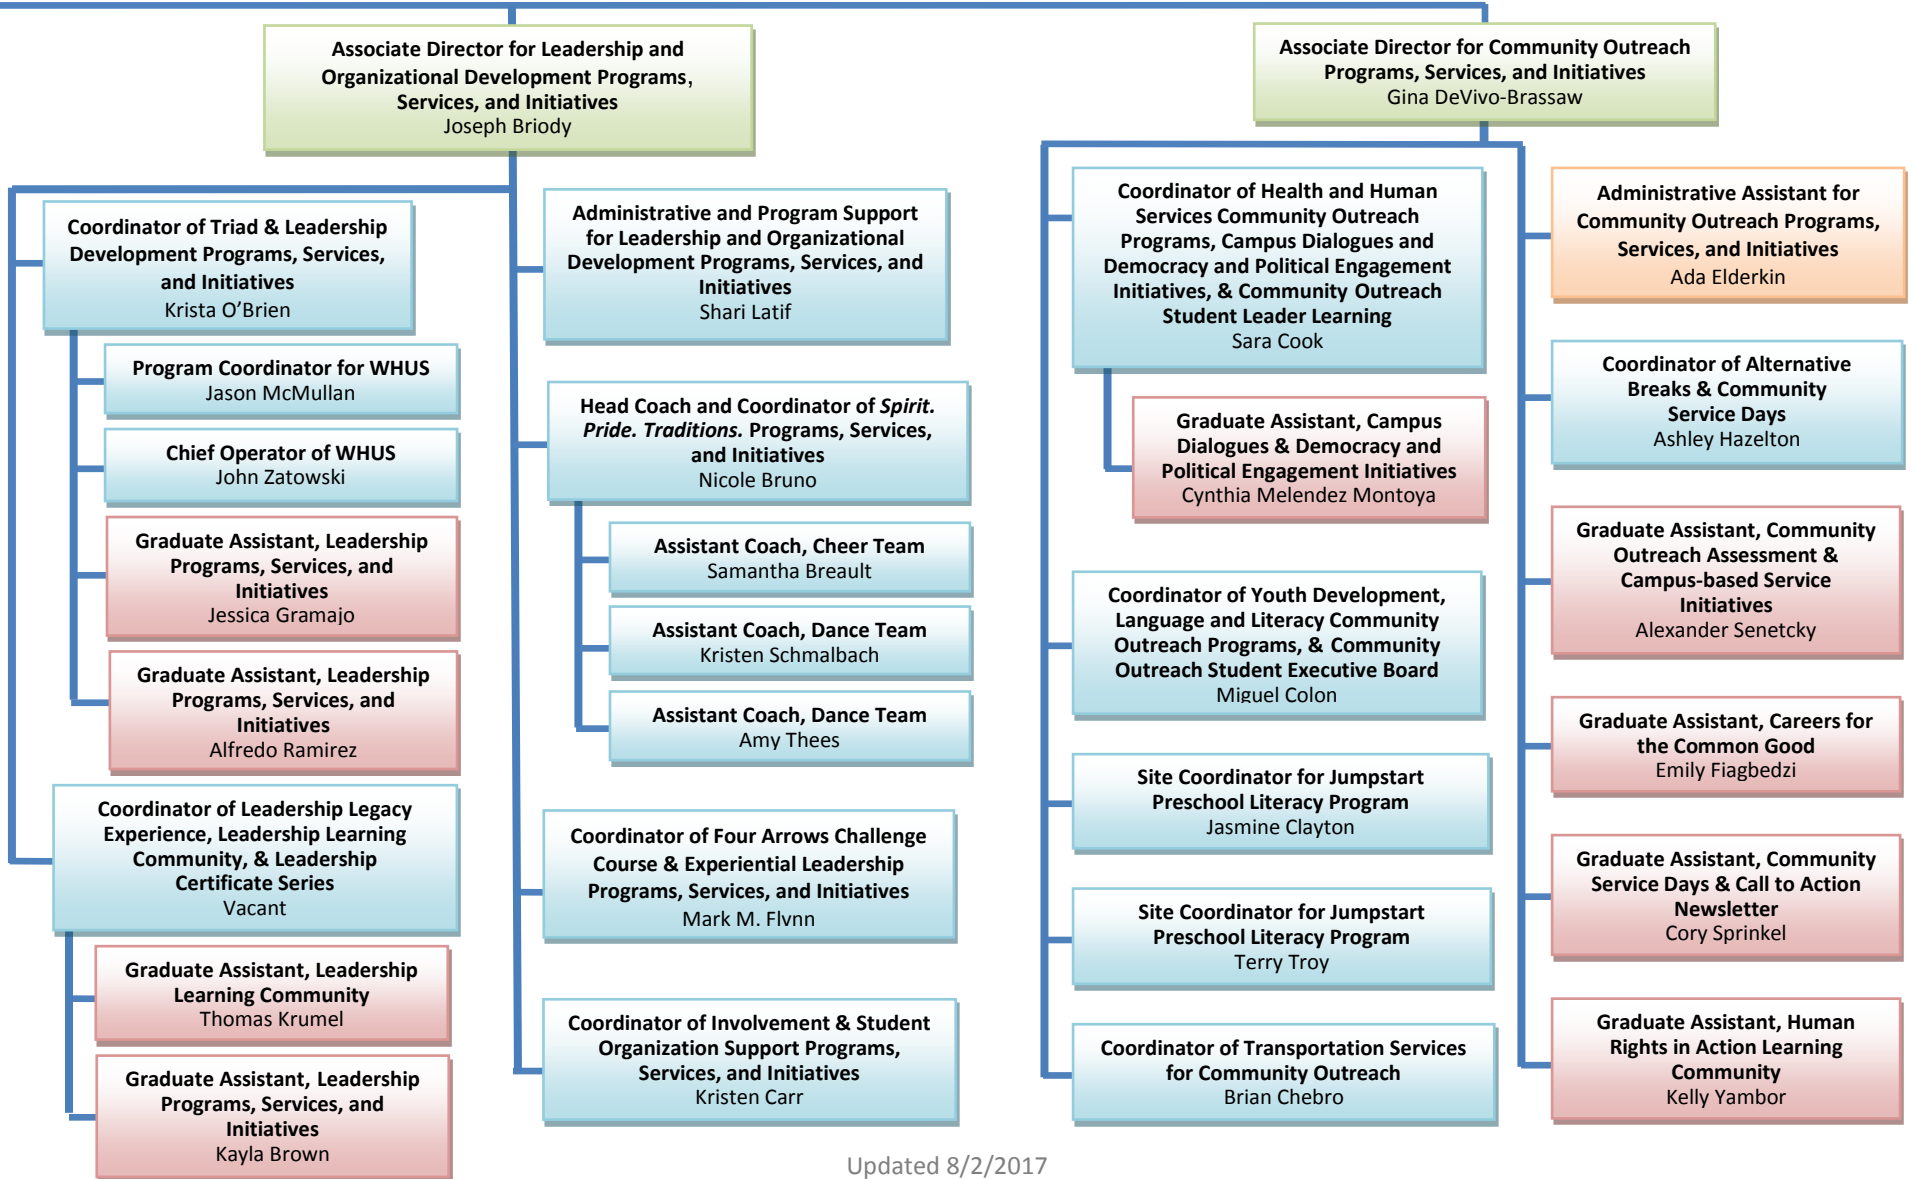 Associate Director for Leadership and
Organizational Development Programs,
Services, and Initiatives
Joseph Briody
Coordinator of Triad & Leadership
Development Programs, Services,
and Initiatives
Krista O’Brien
Program Coordinator for WHUS
Jason McMullan
Chief Operator of WHUS
John Zatowski
Graduate Assistant, Leadership
Programs, Services, and
Initiatives
Jessica Gramajo
Graduate Assistant, Leadership
Programs, Services, and
Initiatives
Alfredo Ramirez
Coordinator of Leadership Legacy
Experience, Leadership Learning
Community, & Leadership
Certificate Series
Vacant
Graduate Assistant, Leadership
Learning Community
Thomas Krumel
Graduate Assistant, Leadership
Programs, Services, and
Initiatives
Kayla Brown
Administrative and Program Support
for Leadership and Organizational
Development Programs, Services, and
Initiatives
Shari Latif
Head Coach and Coordinator of Spirit.
Pride. Traditions. Programs, Services,
and Initiatives
Nicole Bruno
Assistant Coach, Cheer Team
Samantha Breault
Assistant Coach, Dance Team
Kristen Schmalbach
Assistant Coach, Dance Team
Amy Thees
Coordinator of Four Arrows Challenge
Course & Experiential Leadership
Programs, Services, and Initiatives
Mark M. Flynn
Coordinator of Involvement & Student
Organization Support Programs,
Services, and Initiatives
Kristen Carr
Associate Director for Community Outreach
Programs, Services, and Initiatives
Gina DeVivo-Brassaw
Coordinator of Health and Human
Services Community Outreach
Programs, Campus Dialogues and
Democracy and Political Engagement
Initiatives, & Community Outreach
Student Leader Learning
Sara Cook
Graduate Assistant, Campus
Dialogues & Democracy and
Political Engagement Initiatives
Cynthia Melendez Montoya
Coordinator of Youth Development,
Language and Literacy Community
Outreach Programs, & Community
Outreach Student Executive Board
Miguel Colon
Site Coordinator for Jumpstart
Preschool Literacy Program
Jasmine Clayton
Site Coordinator for Jumpstart
Preschool Literacy Program
Terry Troy
Coordinator of Transportation Services
for Community Outreach
Brian Chebro
Administrative Assistant for
Community Outreach Programs,
Services, and Initiatives
Ada Elderkin
Coordinator of Alternative
Breaks & Community
Service Days
Ashley Hazelton
Graduate Assistant, Community
Outreach Assessment &
Campus-based Service
Initiatives
Alexander Senetcky
Graduate Assistant, Careers for
the Common Good
Emily Fiagbedzi
Graduate Assistant, Community
Service Days & Call to Action
Newsletter
Cory Sprinkel
Graduate Assistant, Human
Rights in Action Learning
Community
Kelly Yambor
Updated 8/2/2017